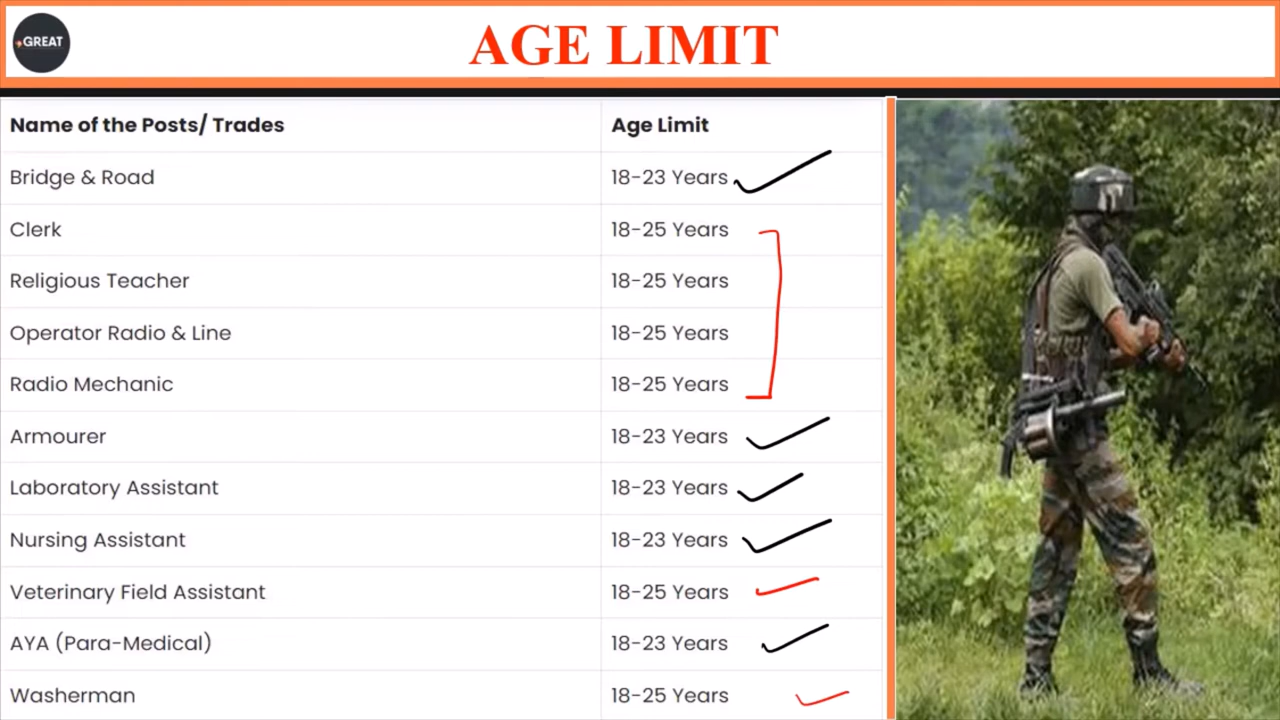 GREAT
AGE LIMIT
Name of the Posts/ Trades Age Limit
Bridge & Road 18-23 Years
Clerk 18-25 Years
Religious Teacher 18-25 Years
Operator Radio & Line 18-25 Years
Radio Mechanic 18-25 Years
Armourer 18-23 Years
Laboratory Assistant 18-23 Years
Nursing Assistant 18-23 Years
Veterinary Field Assistant 18-25 Years
AYA (Para-Medical) 18-23 Years
Washerman 18-25 Years